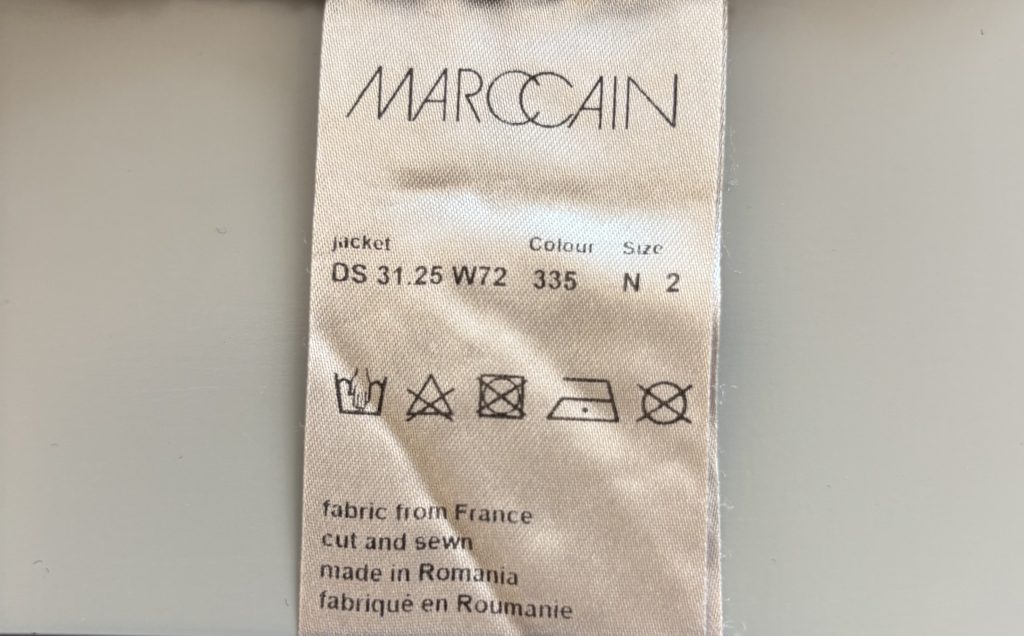 MARCCAIN
jacket Colour Size
DS 31.25 W72 335 N 2
fabric from France
cut and sewn
made in Romania
fabriqué en Roumanie